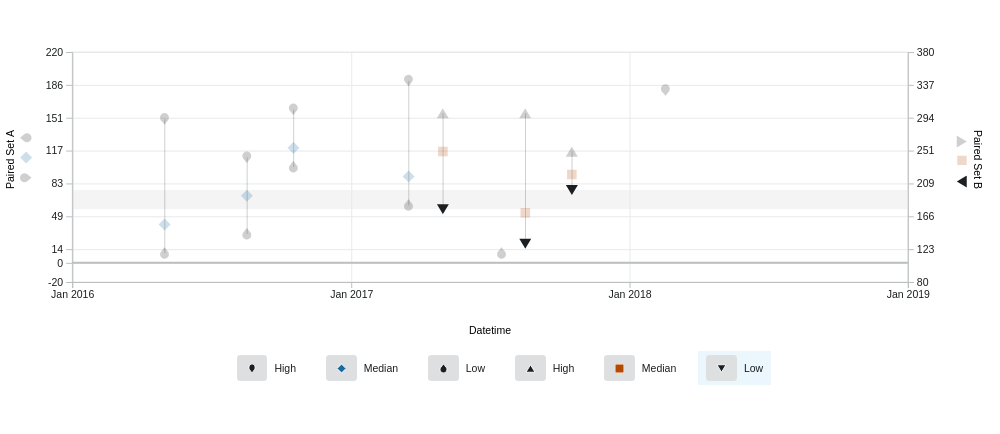 220
186
151
117
83
49
14
0
-20
380
337
294
251
209
166
123
80
Paired Set A
Paired Set B
Jan 2016
Jan 2017
Jan 2018
Jan 2019
Datetime
High
Median
Low
High
Median
Low